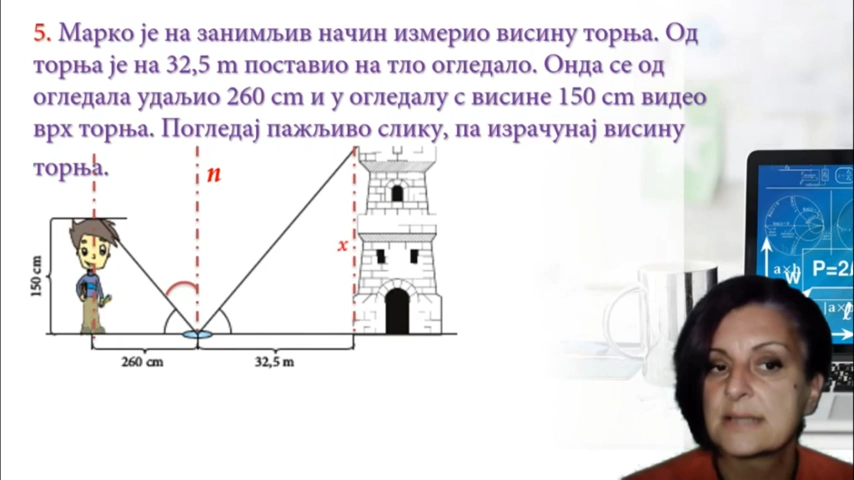 5. Марко је на занимљив начин измерио висину торња. Од
торња је на 32,5 m поставио на тло огледало. Онда се од
огледала удаљио 260 cm и у огледалу с висине 150 cm видео
врх торња. Погледај пажљиво слику, па израчунај висину
торња.
n
x
150 cm
260 cm
32,5 m
a×b
W
P=2